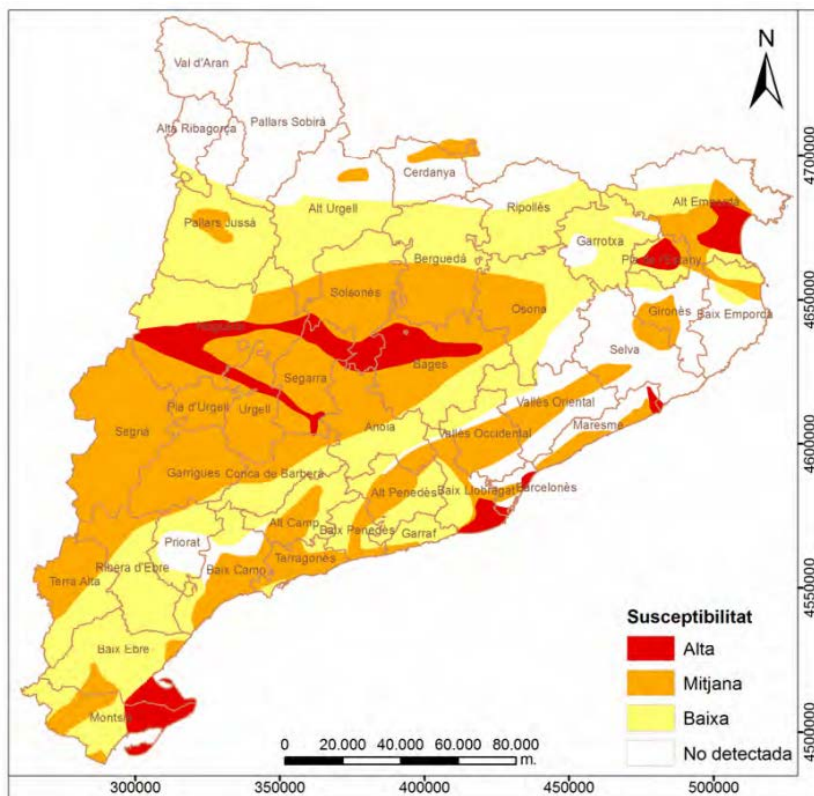 N
Val d'Aran
Alta Ribagorça
Pallars Sobirà
Cerdanya
Pallars Jussà
Alt Urgell
Ripollès
Alt Empordà
Garrotxa
Pla de l'Estany
Berguedà
Solsonès
Osona
Gironès
Baix Empordà
Noguera
Bages
Selva
Segarra
Pla d'Urgell
Urgell
Segrià
Anoia
Vallès Oriental
Maresme
Vallès Occidental
Garrigues
Conca de Barberà
Alt Penedès
Baix Llobregat
Barcelonès
Alt Camp
Baix Penedès
Garraf
Priorat
Tarragonès
Ribera d'Ebre
Baix Camp
Terra Alta
Baix Ebre
Montsià
Susceptibilitat
Alta
Mitjana
Baixa
No detectada
0 20.000 40.000 60.000 80.000 m.
300000 350000 400000 450000 500000
4700000
4650000
4600000
4550000
4500000